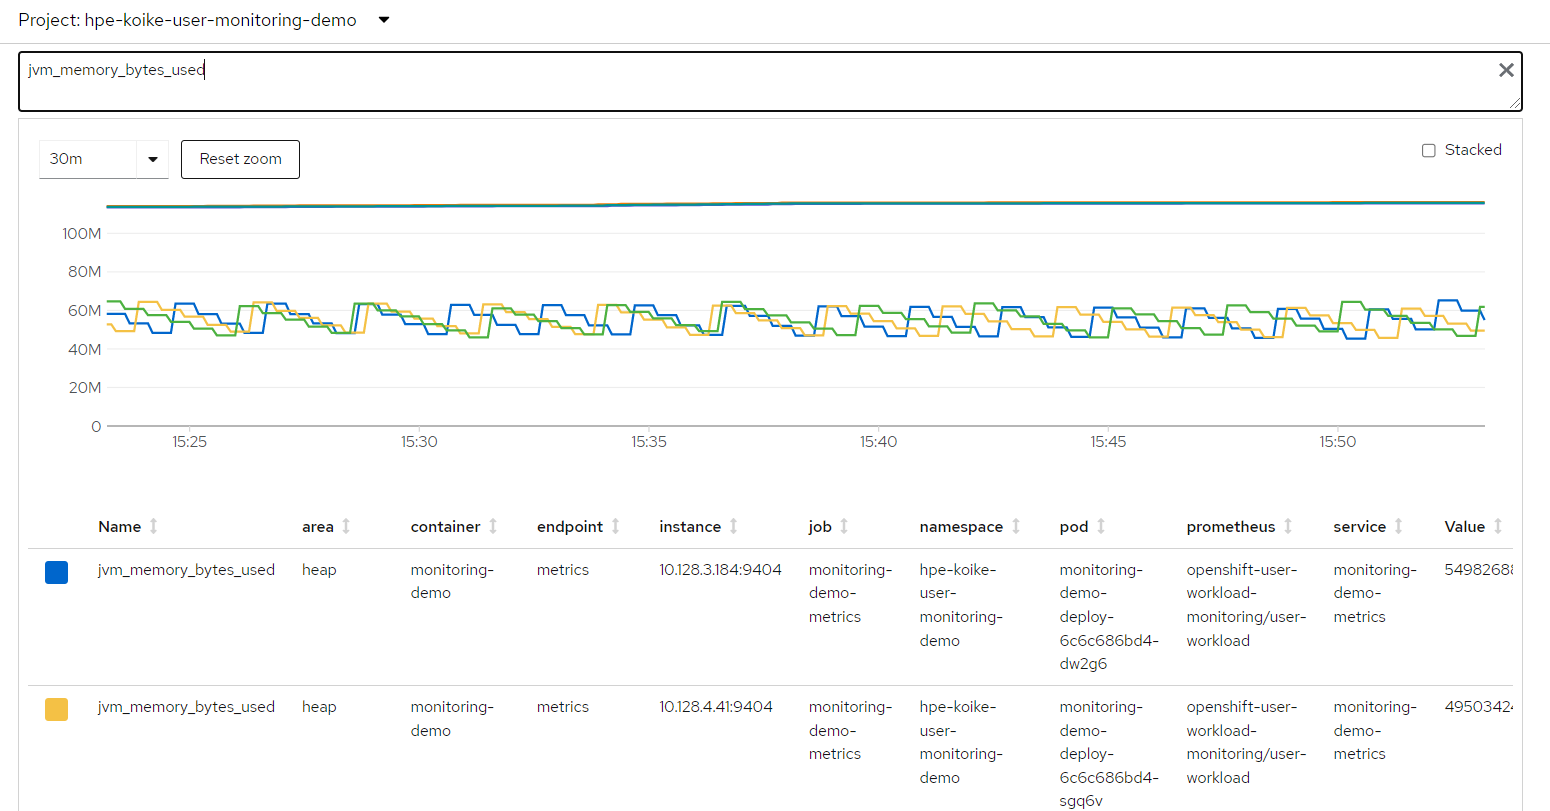 Project: hpe-koike-user-monitoring-demo
jvm_memory_bytes_used
30m
Reset zoom
Stacked
100M
80M
60M
40M
20M
0
15:25 15:30 15:35 15:40 15:45 15:50
Name area container endpoint instance job namespace pod prometheus service Value
jvm_memory_bytes_used heap monitoring- metrics 10.128.3.184:9404 monitoring- hpe-koike- monitoring- openshift-user- monitoring- 5498268
demo demo- user- demo- workload- demo-
metrics monitoring- deploy- monitoring/user- metrics
demo 6c6c686bd4- workload
dw2g6
jvm_memory_bytes_used heap monitoring- metrics 10.128.4.41:9404 monitoring- hpe-koike- monitoring- openshift-user- monitoring- 4950342
demo demo- user- demo- workload- demo-
metrics monitoring- deploy- monitoring/user- metrics
demo 6c6c686bd4- workload
sgq6v